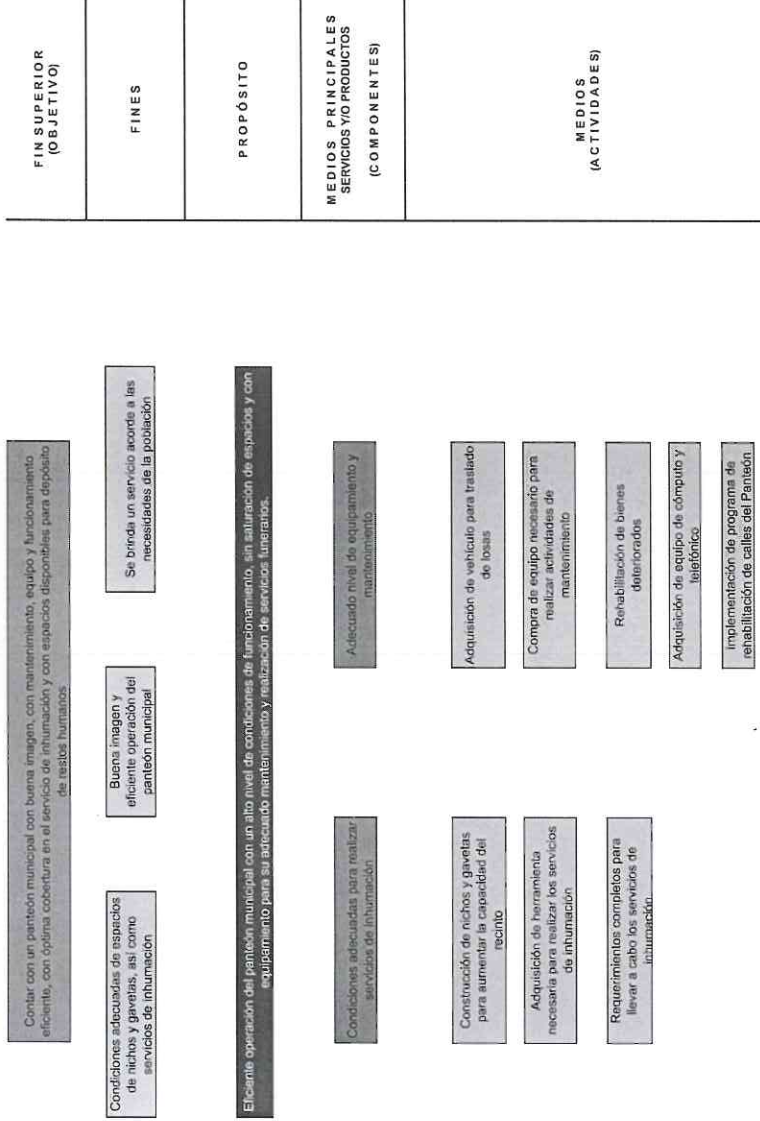 FIN SUPERIOR
(OBJETIVO)
Contar con un panteón municipal con buena imagen, con mantenimiento, equipo y funcionamiento
eficiente, con óptima cobertura en el servicio de inhumación y con espacios disponibles para depósito
de restos humanos
FINES
Condiciones adecuadas de espacios
de nichos y gavetas, así como
servicios de inhumación
Buena imagen y
eficiente operación del
panteón municipal
Se brinda un servicio acorde a las
necesidades de la población
PROPÓSITO
Eficiente operación del panteón municipal con un alto nivel de condiciones de funcionamiento, sin saturación de espacios y con
equipamiento para su adecuado mantenimiento y realización de servicios funerarios.
MEDIOS PRINCIPALES
SERVICIOS Y/O PRODUCTOS
(COMPONENTES)
Condiciones adecuadas para realizar
servicios de inhumación
Adecuado nivel de equipamiento y
mantenimiento
MEDIOS
(ACTIVIDADES)
Construcción de nichos y gavetas
para aumentar la capacidad del
recinto
Adquisición de herramienta
necesaria para realizar los servicios
de inhumación
Requerimientos completos para
llevar a cabo los servicios de
inhumación
Adquisición de vehículo para traslado
de losas
Compra de equipo necesario para
realizar actividades de
mantenimiento
Rehabilitación de bienes
deteriorados
Adquisición de equipo de cómputo y
telefónico
Implementación de programa de
rehabilitación de calles del Panteón